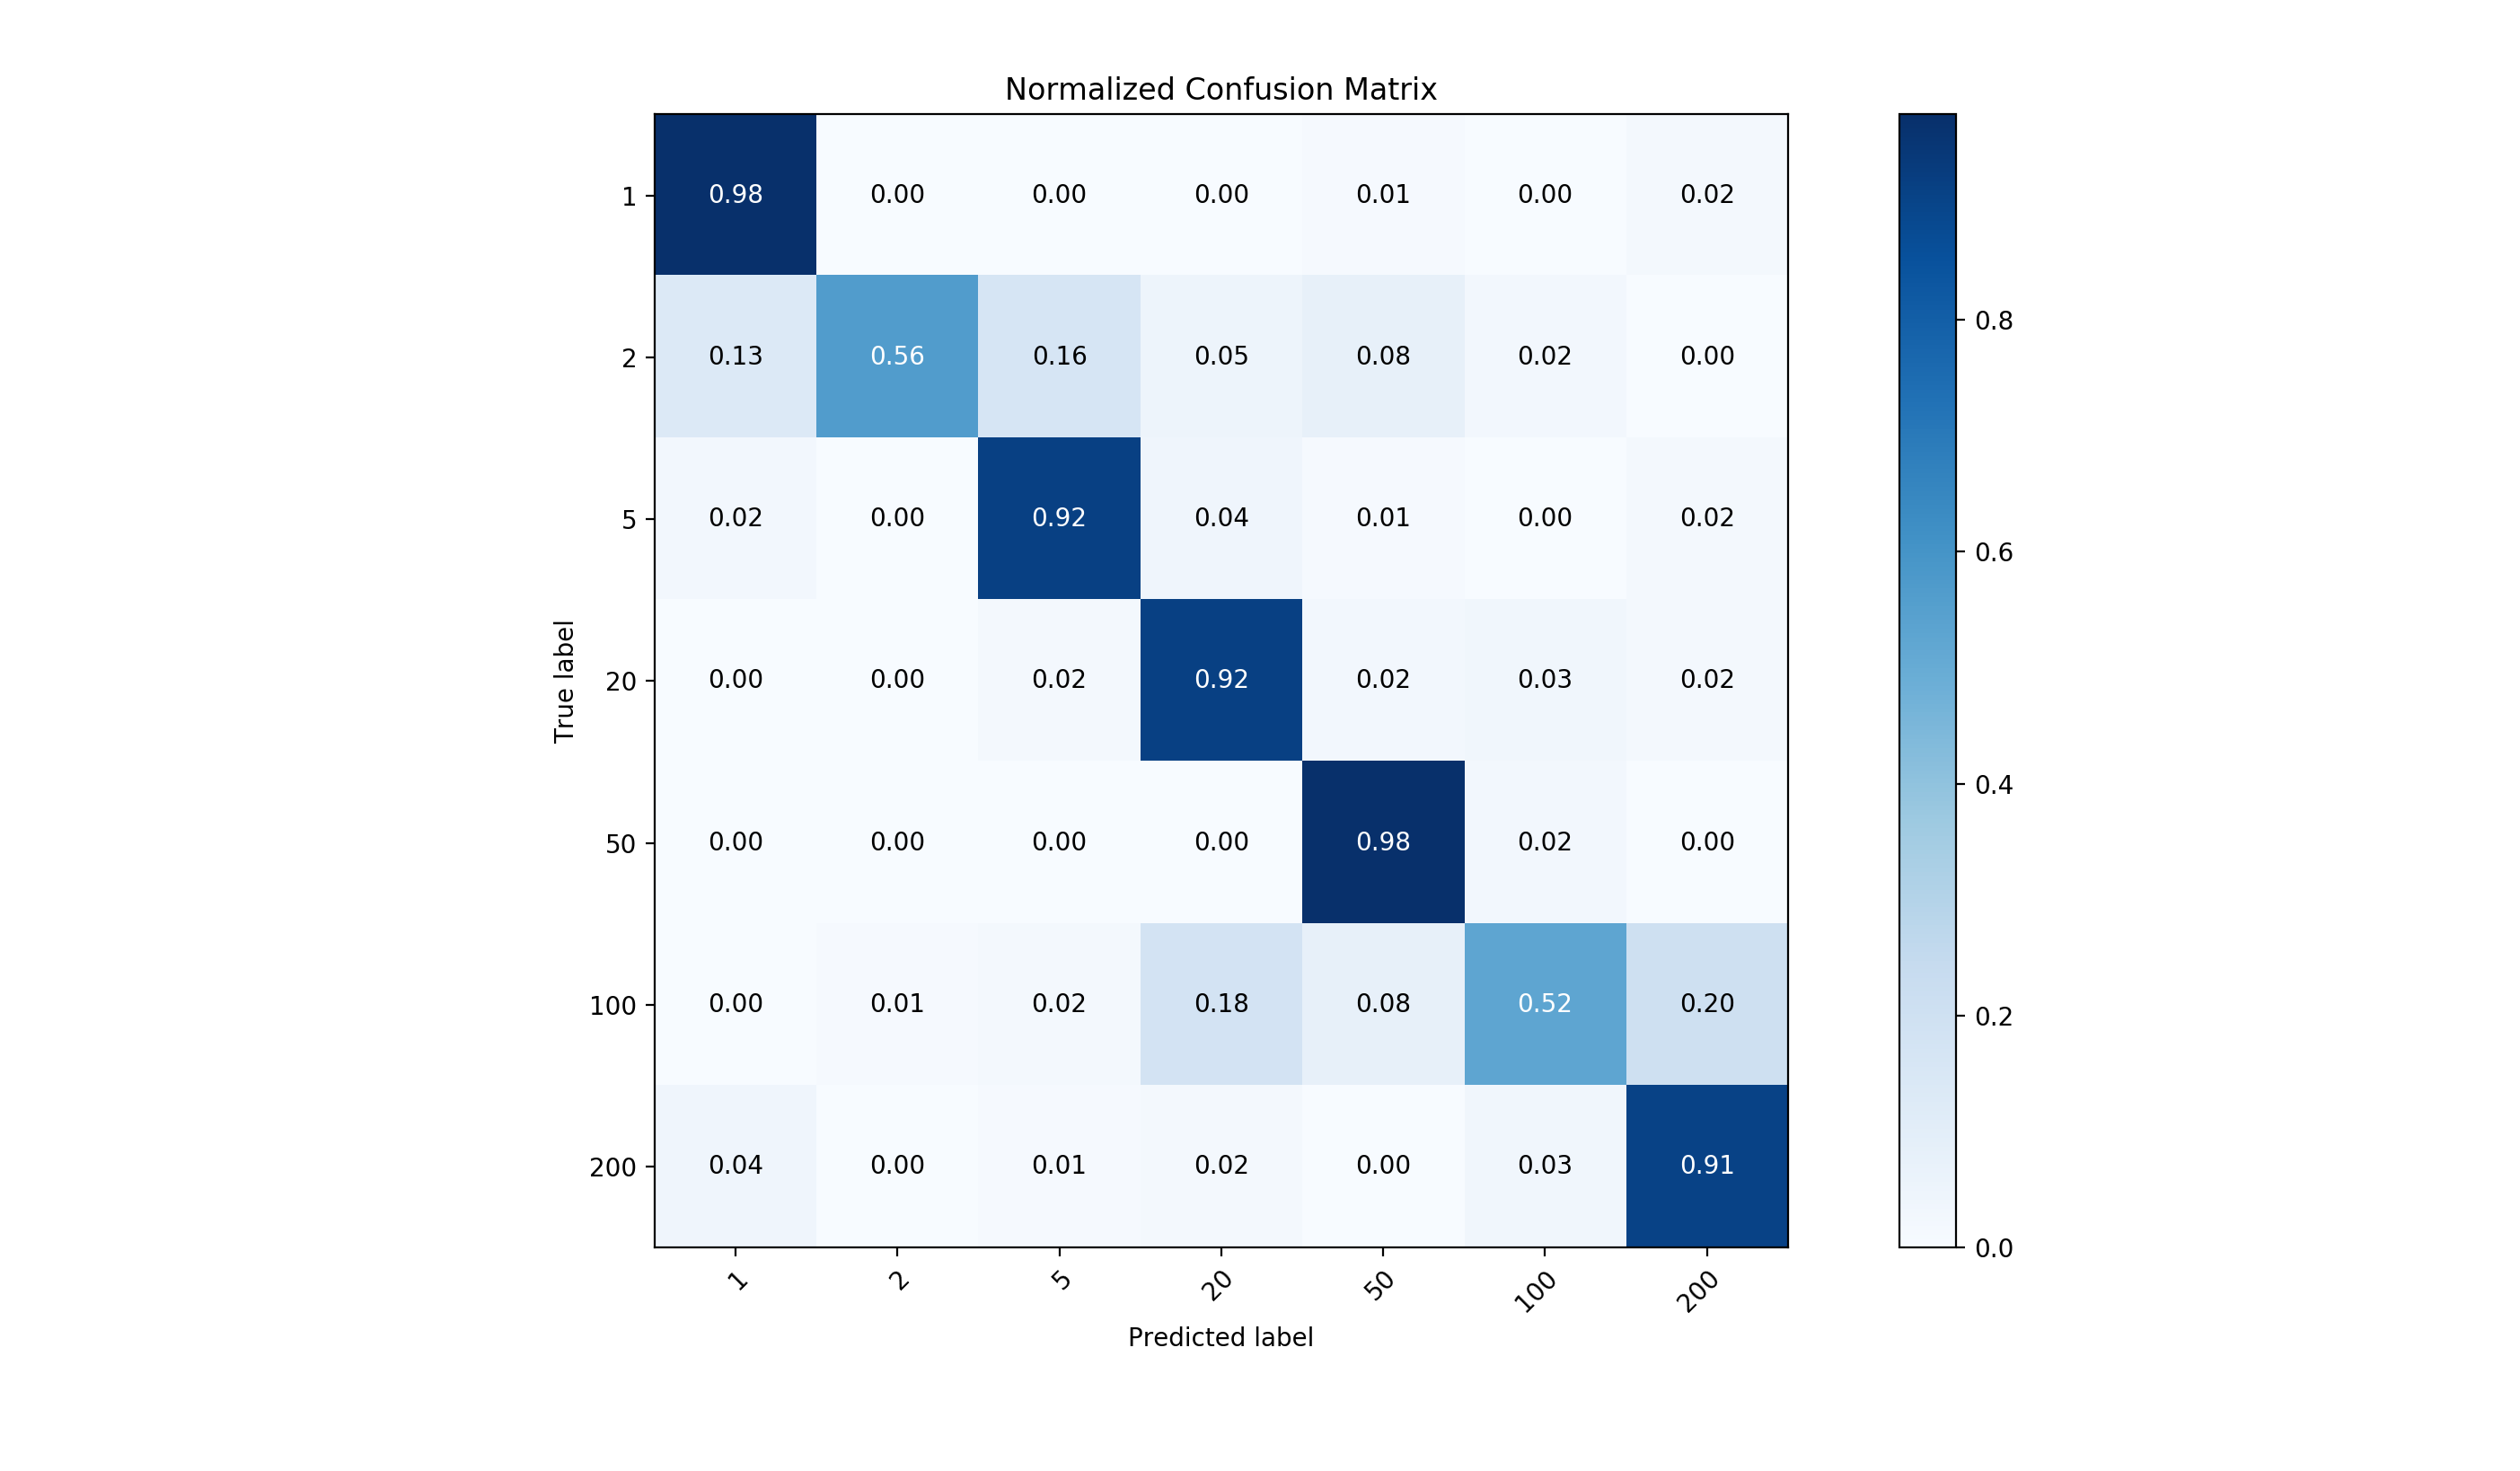 Normalized Confusion Matrix
True label
1 0.98 0.00 0.00 0.00 0.01 0.00 0.02
2 0.13 0.56 0.16 0.05 0.08 0.02 0.00
5 0.02 0.00 0.92 0.04 0.01 0.00 0.02
20 0.00 0.00 0.02 0.92 0.02 0.03 0.02
50 0.00 0.00 0.00 0.00 0.98 0.02 0.00
100 0.00 0.01 0.02 0.18 0.08 0.52 0.20
200 0.04 0.00 0.01 0.02 0.00 0.03 0.91
1 2 5 20 50 100 200
Predicted label
0.8
0.6
0.4
0.2
0.0